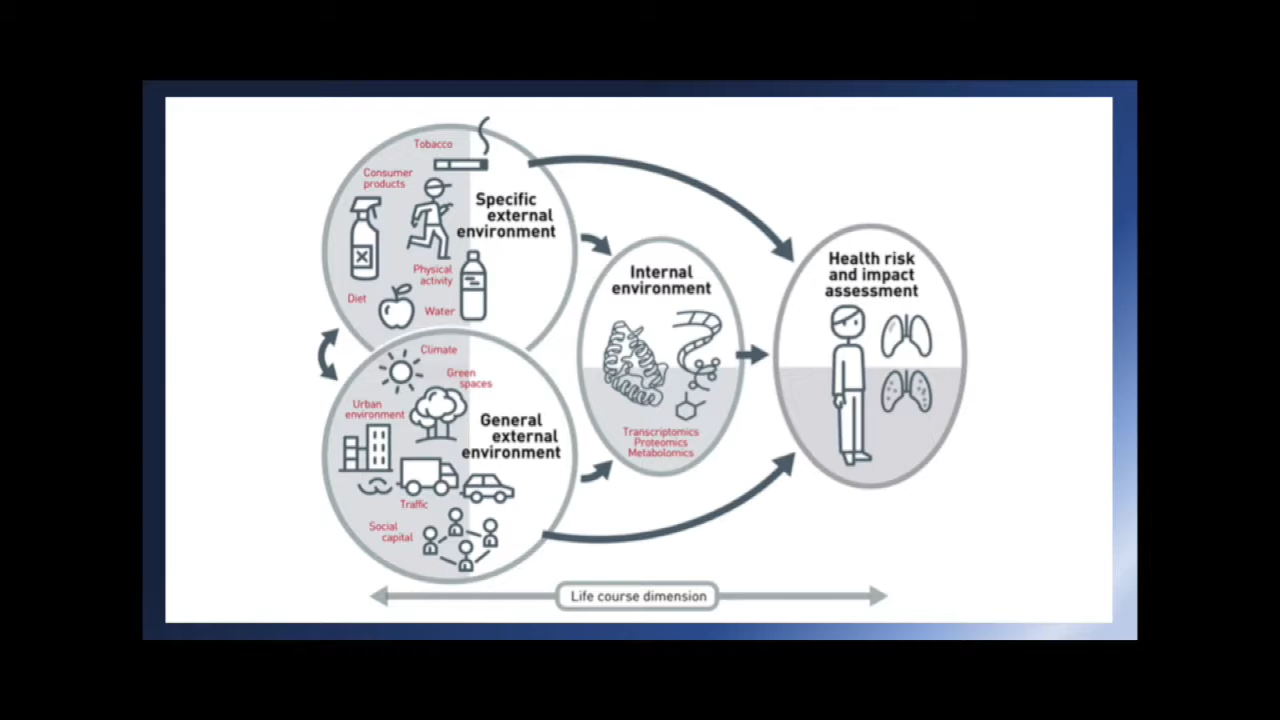 Tobacco
Consumer
products
Specific
external
environment
Physical
activity
Diet
Water
Climate
Green
spaces
Urban
environment
General
external
environment
Traffic
Social
capital
Internal
environment
Transcriptomics
Proteomics
Metabolomics
Health risk
and impact
assessment
Life course dimension